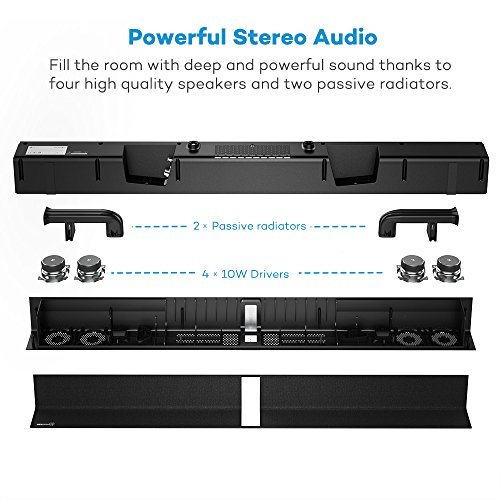 Powerful Stereo Audio
Fill the room with deep and powerful sound thanks to
four high quality speakers and two passive radiators.
2 × Passive radiators
4 × 10W Drivers